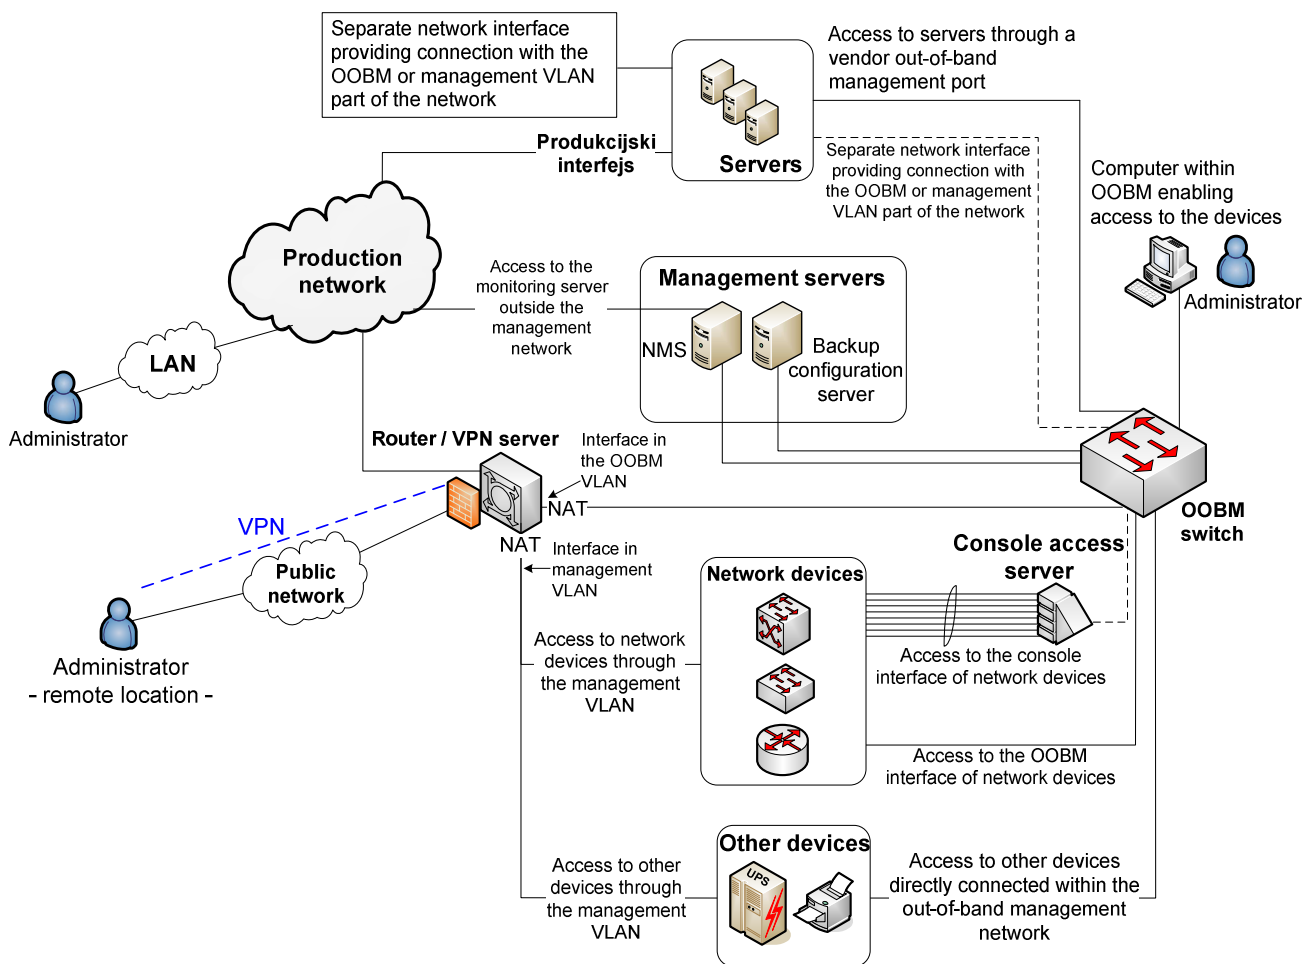 Separate network interface
providing connection with the
OOBM or management VLAN
part of the network
Access to servers through a
vendor out-of-band
management port
Produkcijski
interfejs
Servers
Separate network interface
providing connection with
the OOBM or management
VLAN part of the network
Computer within
OOBM enabling
access to the devices
Administrator
Production
network
Access to the
monitoring server
outside the
management
network
Management servers
NMS
Backup
configuration
server
LAN
Administrator
Router / VPN server
Interface in
the OOBM
VLAN
NAT
NAT
Interface in
management
VLAN
OOBM
switch
VPN
Public
network
Administrator
- remote location -
Console access
server
Network devices
Access to network
devices through
the management
VLAN
Access to the console
interface of network devices
Access to the OOBM
interface of network devices
Other devices
UPS
Access to other
devices through
the management
VLAN
Access to other devices
directly connected within the
out-of-band management
network